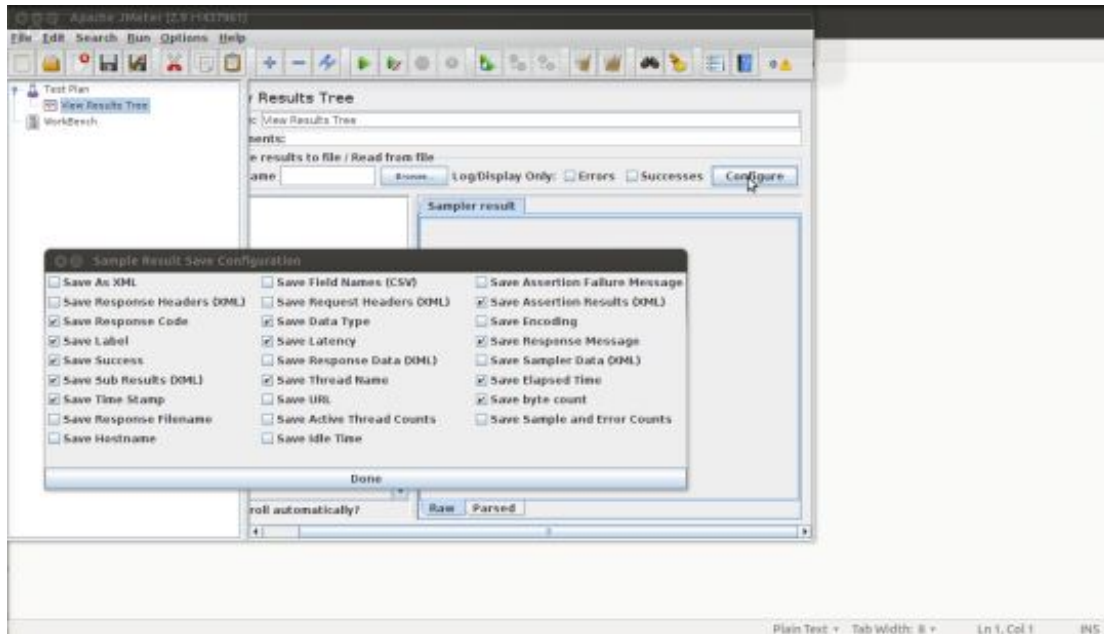 Apache JMeter (2.9 r1437961)
File Edit Search Run Options Help
Test Plan
View Results Tree
WorkBench
Results Tree
View Results Tree
ments:
e results to file / Read from file
ame
Browse...
Log/Display Only:
Errors
Successes
Configure
Sampler result
Sample Result Save Configuration
Save As XML
Save Field Names (CSV)
Save Assertion Failure Message
Save Response Headers (XML)
Save Request Headers (XML)
Save Assertion Results (XML)
Save Response Code
Save Data Type
Save Encoding
Save Label
Save Latency
Save Response Message
Save Success
Save Response Data (XML)
Save Sampler Data (XML)
Save Sub Results (XML)
Save Thread Name
Save Elapsed Time
Save Time Stamp
Save URL
Save byte count
Save Response Filename
Save Active Thread Counts
Save Sample and Error Counts
Save Hostname
Save Idle Time
Done
roll automatically?
Raw
Parsed
Plain Text
Tab Width: 8
Ln 1, Col 1
INS